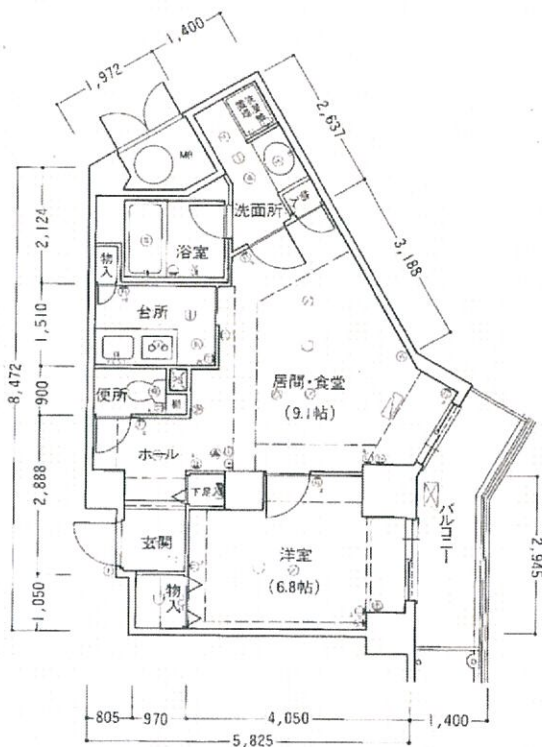 1,400
1,972
2,637
MB
洗面所
2,124
浴室
物入
3,188
台所
1,510
8,472
居間・食堂
(9.1帖)
900
便所
棚
ホール
2,888
下足入
バルコニー
玄関
洋室
(6.8帖)
2,945
物入
1,050
805
970
4,050
1,400
5,825